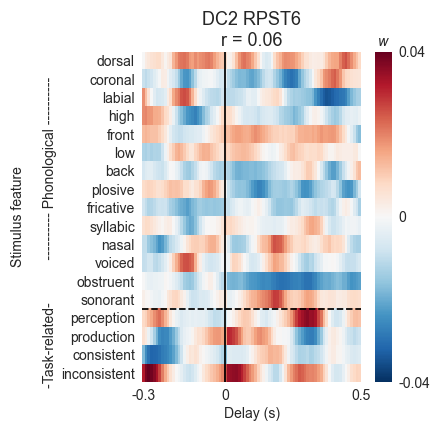 DC2 RPST6
r = 0.06
w
dorsal
coronal
labial
high
front
low
back
plosive
fricative
syllabic
nasal
voiced
obstruent
sonorant
perception
production
consistent
inconsistent
Stimulus feature
-Task-related- -------- Phonological ----------
0.04
0
-0.04
-0.3 0 0.5
Delay (s)